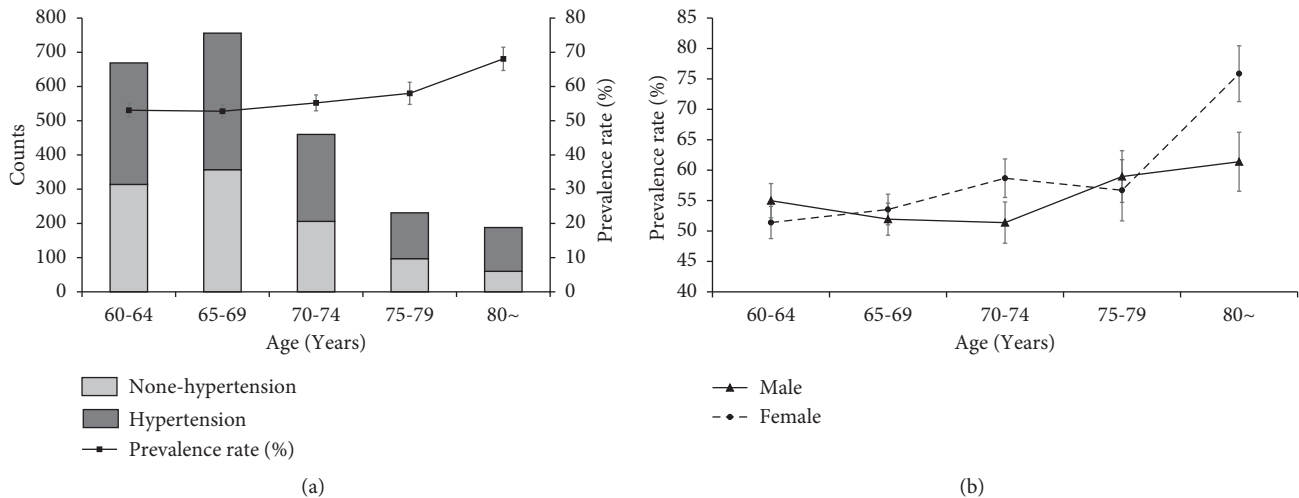 800
700
600
500
400
300
200
100
0
Counts
80
70
60
50
40
30
20
10
0
Prevalence rate (%)
60-64 65-69 70-74 75-79 80~
Age (Years)
None-hypertension
Hypertension
Prevalence rate (%)
(a)
85
80
75
70
65
60
55
50
45
40
Prevalence rate (%)
60-64 65-69 70-74 75-79 80~
Age (Years)
Male
Female
(b)